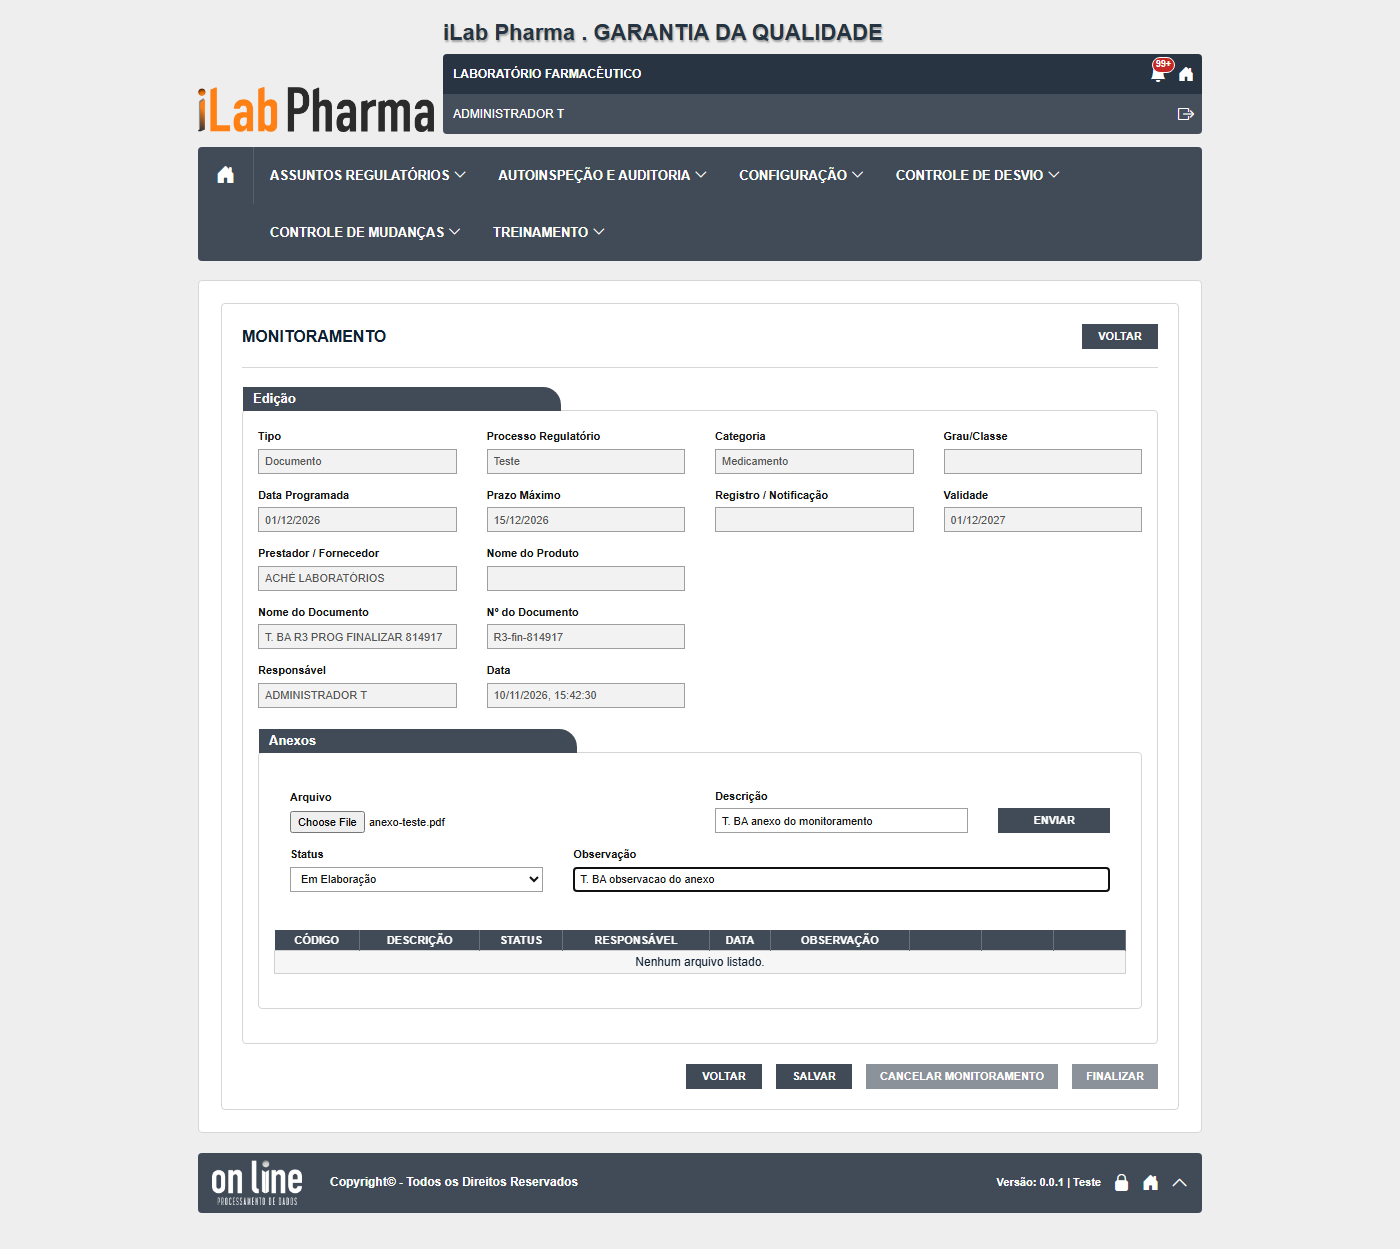 iLab Pharma . GARANTIA DA QUALIDADE
iLab Pharma
LABORATÓRIO FARMACÊUTICO
99+
ADMINISTRADOR T
ASSUNTOS REGULATÓRIOS
AUTOINSPEÇÃO E AUDITORIA
CONFIGURAÇÃO
CONTROLE DE DESVIO
CONTROLE DE MUDANÇAS
TREINAMENTO
MONITORAMENTO
VOLTAR
Edição
Tipo Processo Regulatório Categoria Grau/Classe
Documento Teste Medicamento
Data Programada Prazo Máximo Registro / Notificação Validade
01/12/2026 15/12/2026 01/12/2027
Prestador / Fornecedor Nome do Produto
ACHÉ LABORATÓRIOS
Nome do Documento Nº do Documento
T. BA R3 PROG FINALIZAR 814917 R3-fin-814917
Responsável Data
ADMINISTRADOR T 10/11/2026, 15:42:30
Anexos
Arquivo Descrição
Choose File anexo-teste.pdf T. BA anexo do monitoramento ENVIAR
Status Observação
Em Elaboração T. BA observacao do anexo
CÓDIGO DESCRIÇÃO STATUS RESPONSÁVEL DATA OBSERVAÇÃO
Nenhum arquivo listado.
VOLTAR SALVAR CANCELAR MONITORAMENTO FINALIZAR
on line
PROCESSAMENTO DE DADOS
Copyright© - Todos os Direitos Reservados
Versão: 0.0.1 | Teste